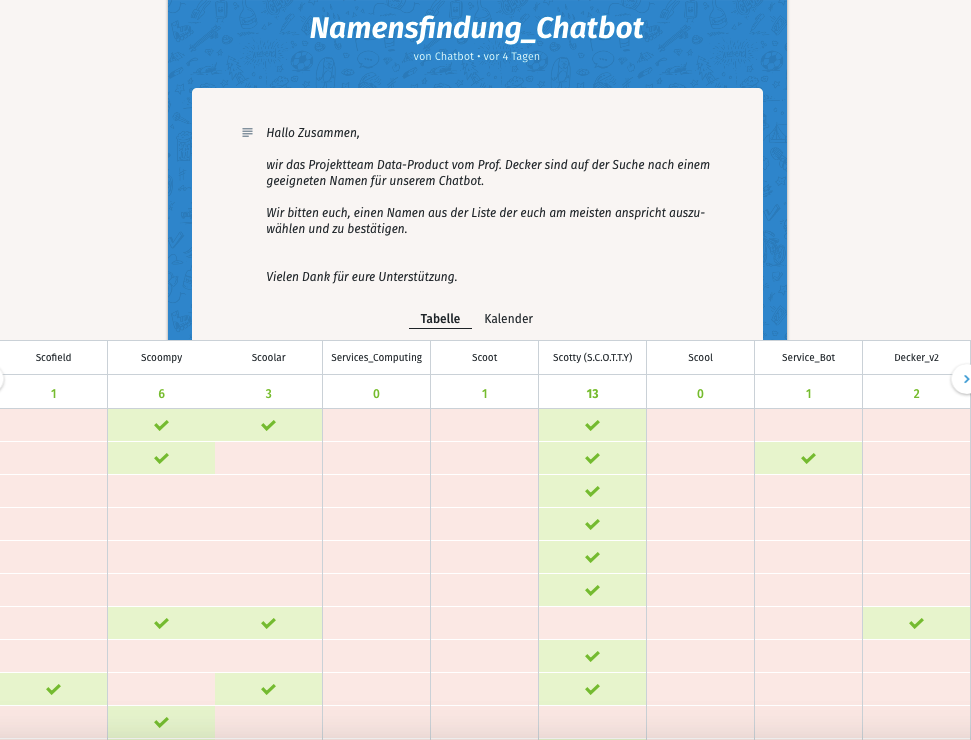 Namensfindung_Chatbot
von Chatbot • vor 4 Tagen
Hallo Zusammen,
wir das Projektteam Data-Product vom Prof. Decker sind auf der Suche nach einem
geeigneten Namen für unserem Chatbot.
Wir bitten euch, einen Namen aus der Liste der euch am meisten anspricht auszu-
wählen und zu bestätigen.
Vielen Dank für eure Unterstützung.
Tabelle Kalender
Scofield Scoompy Scoolar Services_Computing Scoot Scotty (S.C.O.T.T.Y) Scool Service_Bot Decker_v2
1 6 3 0 1 13 0 1 2